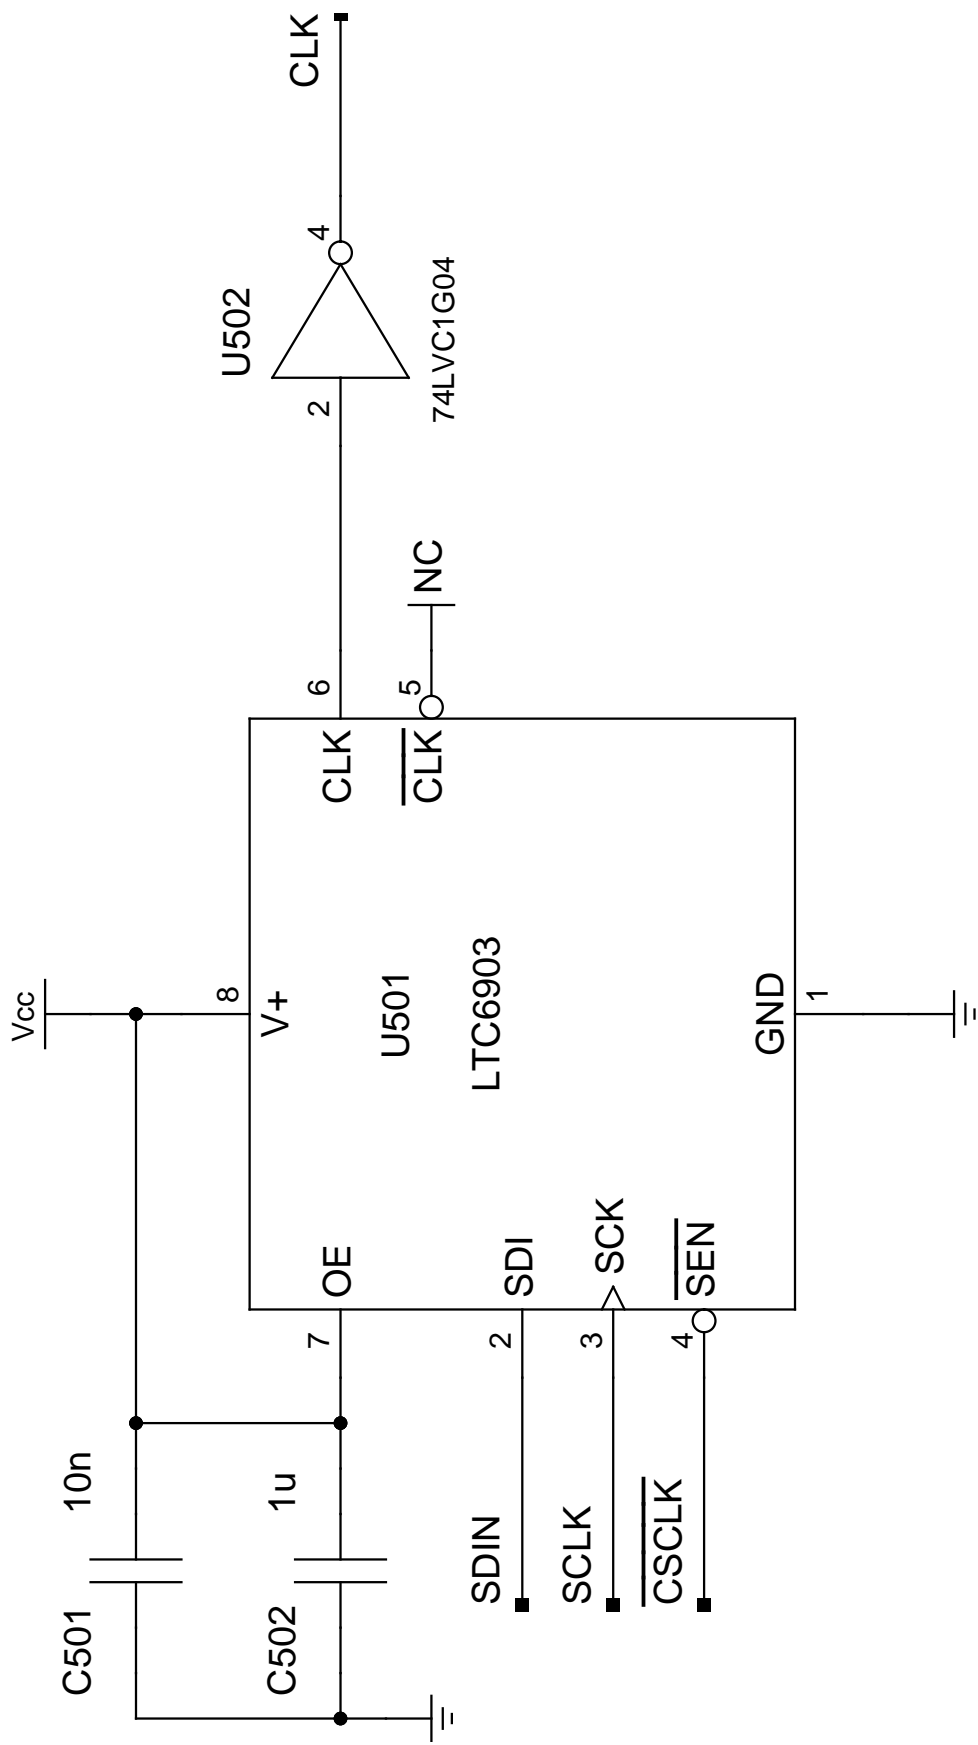 Vcc
C501
10n
8
V+
C502
1u
7
OE
U501
CLK
6
2
U502
4
CLK
74LVC1G04
LTC6903
CLK
5
NC
SDIN
2
SDI
SCLK
3
SCK
CSCLK
4
SEN
GND
1